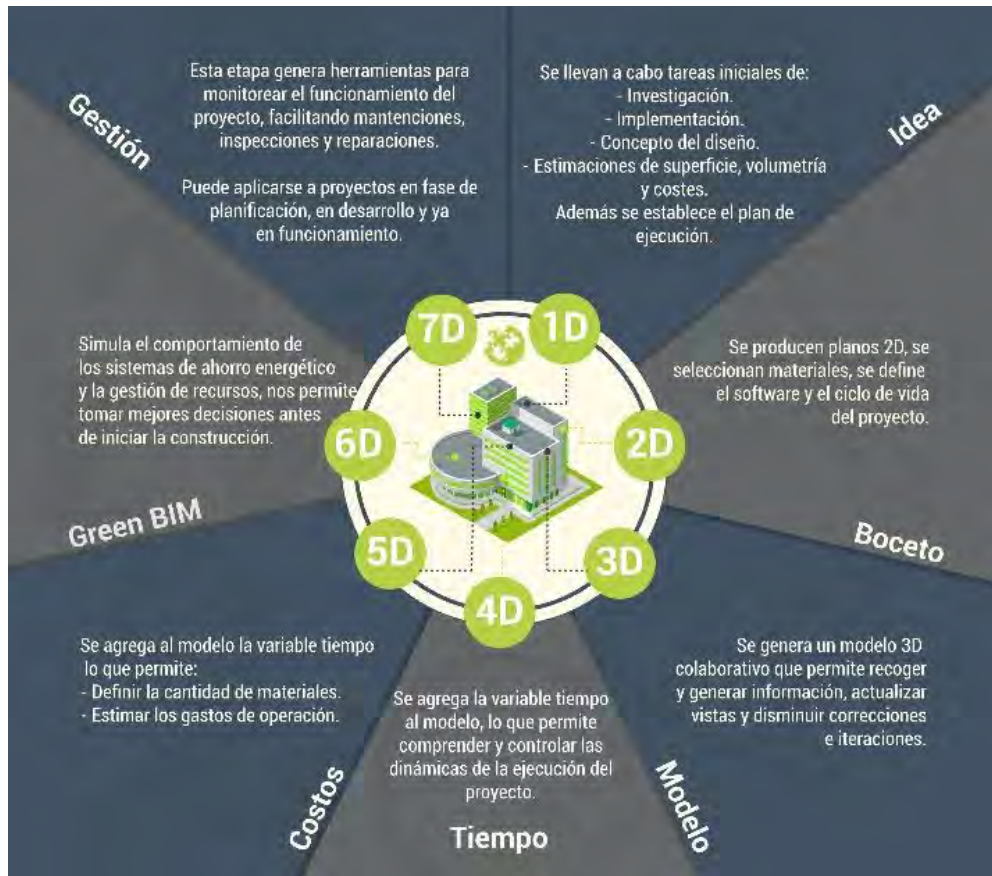 Gestión
Esta etapa genera herramientas para
monitorear el funcionamiento del
proyecto, facilitando mantenciones,
inspecciones y reparaciones.
Puede aplicarse a proyectos en fase de
planificación, en desarrollo y ya
en funcionamiento.
Idea
Se llevan a cabo tareas iniciales de:
- Investigación.
- Implementación.
- Concepto del diseño.
- Estimaciones de superficie, volumetría
y costes.
Además se establece el plan de
ejecución.
7D
1D
Simula el comportamiento de
los sistemas de ahorro energético
y la gestión de recursos, nos permite
tomar mejores decisiones antes
de iniciar la construcción.
Green BIM
6D
2D
Se producen planos 2D, se
seleccionan materiales, se define
el software y el ciclo de vida
del proyecto.
Boceto
5D
4D
3D
Se agrega al modelo la variable tiempo
lo que permite:
- Definir la cantidad de materiales.
- Estimar los gastos de operación.
Costos
Se agrega la variable tiempo
al modelo, lo que permite
comprender y controlar las
dinámicas de la ejecución del
proyecto.
Tiempo
Se genera un modelo 3D
colaborativo que permite recoger
y generar información, actualizar
vistas y disminuir correcciones
e iteraciones.
Modelo